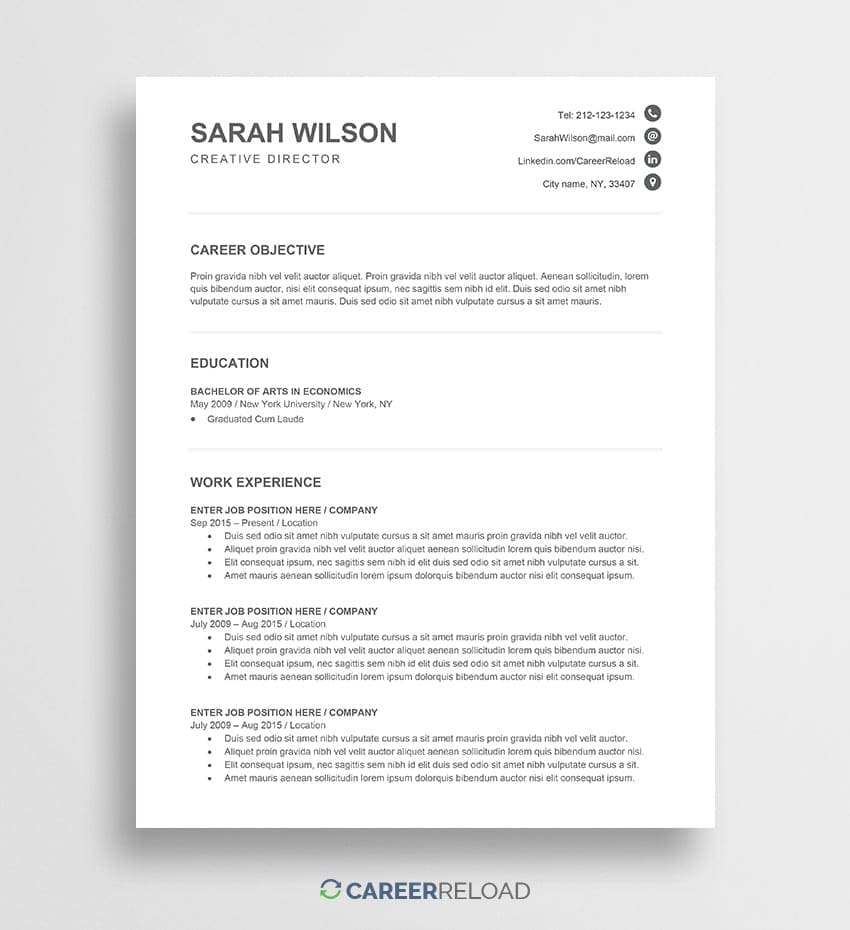 SARAH WILSON
CREATIVE DIRECTOR
Tel: 212-123-1234
SarahWilson@mail.com
Linkedin.com/CareerReload
City name, NY, 33407
CAREER OBJECTIVE
Proin gravida nibh vel velit auctor aliquet. Proin gravida nibh vel velit auctor aliquet. Aenean sollicitudin, lorem
quis bibendum auctor, nisi elit consequat ipsum, nec sagittis sem nibh id elit. Duis sed odio sit amet nibh
vulputate cursus a sit amet mauris. Duis sed odio sit amet nibh vulputate cursus a sit amet mauris.
EDUCATION
BACHELOR OF ARTS IN ECONOMICS
May 2009 / New York University / New York, NY
• Graduated Cum Laude
WORK EXPERIENCE
ENTER JOB POSITION HERE / COMPANY
Sep 2015 – Present / Location
• Duis sed odio sit amet nibh vulputate cursus a sit amet mauris proin gravida nibh vel velit auctor.
• Aliquet proin gravida nibh vel velit auctor aliquet aenean sollicitudin lorem quis bibendum auctor nisi.
• Elit consequat ipsum, nec sagittis sem nibh id elit duis sed odio sit amet nibh vulputate cursus a sit.
• Amet mauris aenean sollicitudin lorem ipsum dolorquis bibendum auctor nisi elit consequat ipsum.
ENTER JOB POSITION HERE / COMPANY
July 2009 – Aug 2015 / Location
• Duis sed odio sit amet nibh vulputate cursus a sit amet mauris proin gravida nibh vel velit auctor.
• Aliquet proin gravida nibh vel velit auctor aliquet aenean sollicitudin lorem quis bibendum auctor nisi.
• Elit consequat ipsum, nec sagittis sem nibh id elit duis sed odio sit amet nibh vulputate cursus a sit.
• Amet mauris aenean sollicitudin lorem ipsum dolorquis bibendum auctor nisi elit consequat ipsum.
ENTER JOB POSITION HERE / COMPANY
July 2009 – Aug 2015 / Location
• Duis sed odio sit amet nibh vulputate cursus a sit amet mauris proin gravida nibh vel velit auctor.
• Aliquet proin gravida nibh vel velit auctor aliquet aenean sollicitudin lorem quis bibendum auctor nisi.
• Elit consequat ipsum, nec sagittis sem nibh id elit duis sed odio sit amet nibh vulputate cursus a sit.
• Amet mauris aenean sollicitudin lorem ipsum dolorquis bibendum auctor nisi elit consequat ipsum.
CAREERRELOAD